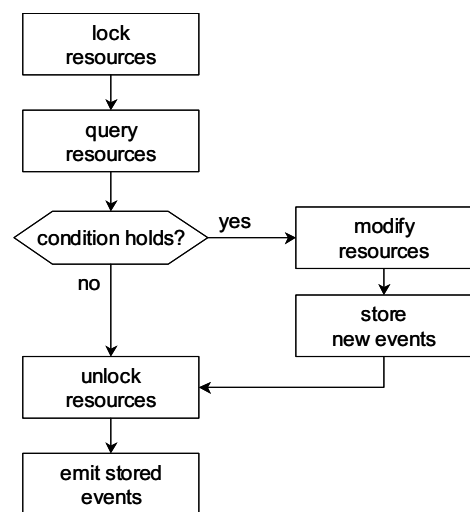 lock
resources
query
resources
condition holds?
yes
modify
resources
no
store
new events
unlock
resources
emit stored
events